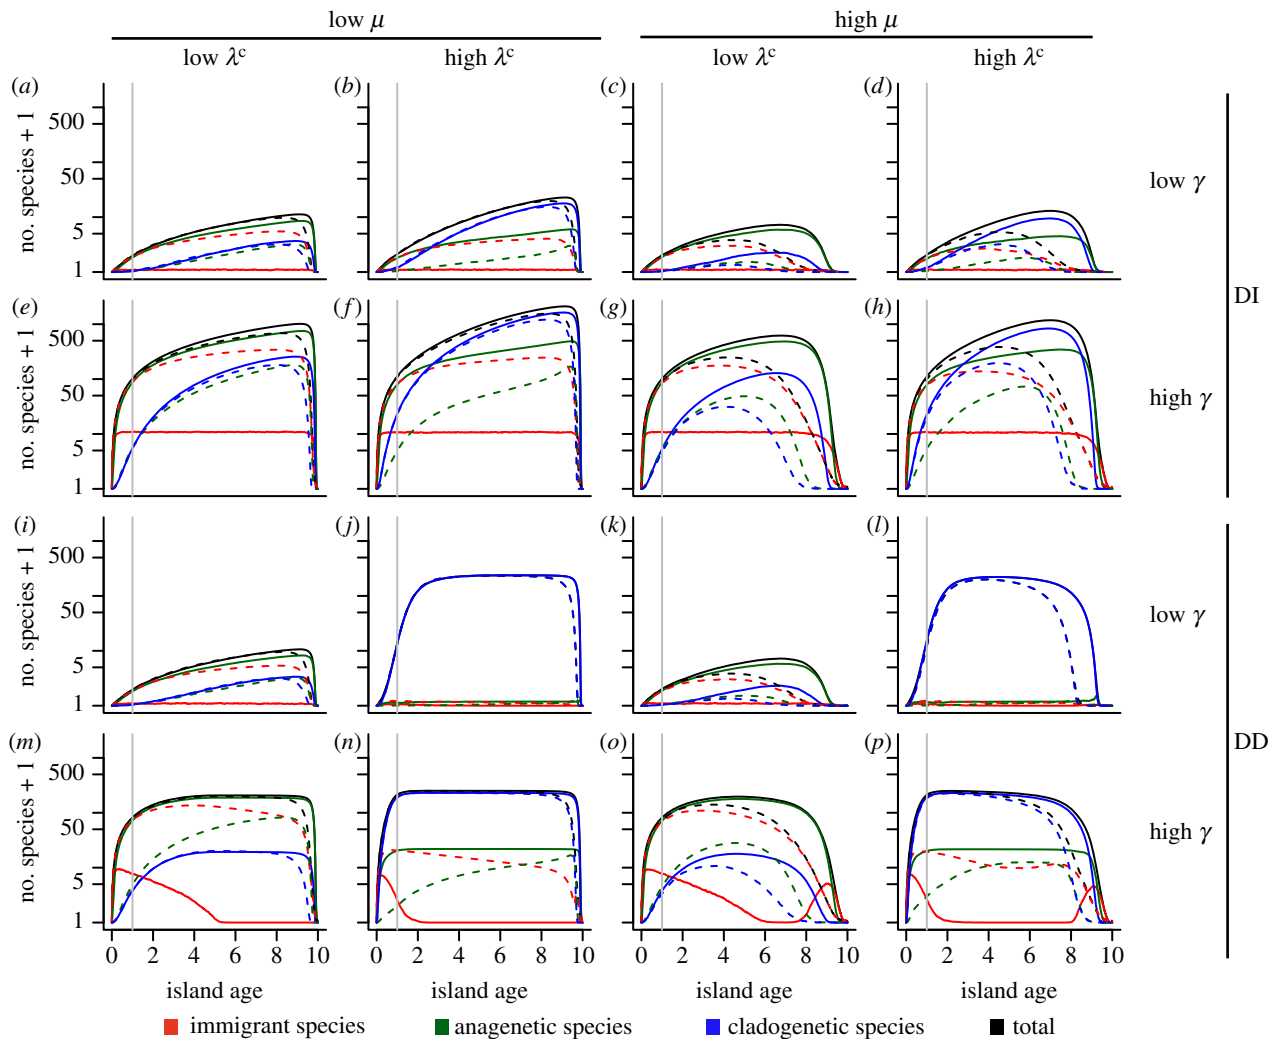 low μ high μ
low λc high λc low λc high λc
(a) (b) (c) (d)
no. species + 1
500
50
5
1
low γ
DI
(e) (f) (g) (h)
no. species + 1
500
50
5
1
high γ
(i) (j) (k) (l)
no. species + 1
500
50
5
1
low γ
DD
(m) (n) (o) (p)
no. species + 1
500
50
5
1
high γ
0 2 4 6 8 10 0 2 4 6 8 10 0 2 4 6 8 10 0 2 4 6 8 10
island age island age island age island age
immigrant species anagenetic species cladogenetic species total